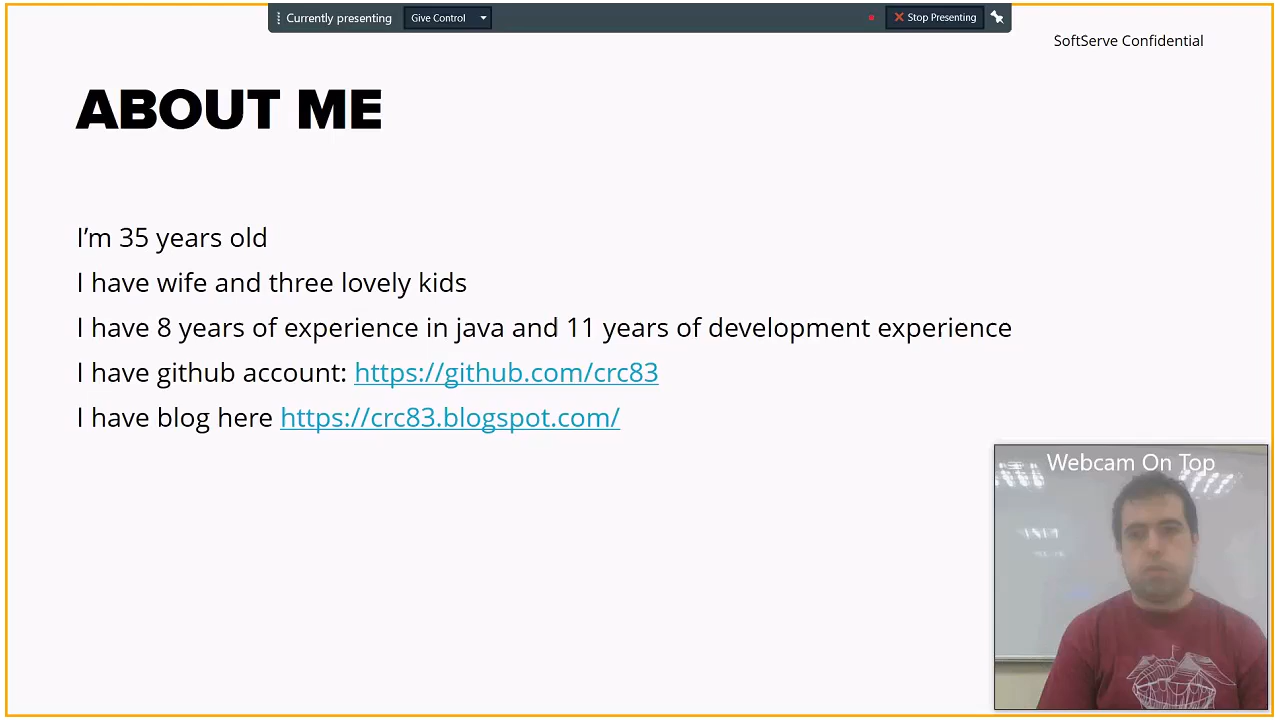 Currently presenting
Give Control
Stop Presenting
SoftServe Confidential
ABOUT ME
I’m 35 years old
I have wife and three lovely kids
I have 8 years of experience in java and 11 years of development experience
I have github account: https://github.com/crc83
I have blog here https://crc83.blogspot.com/
Webcam On Top